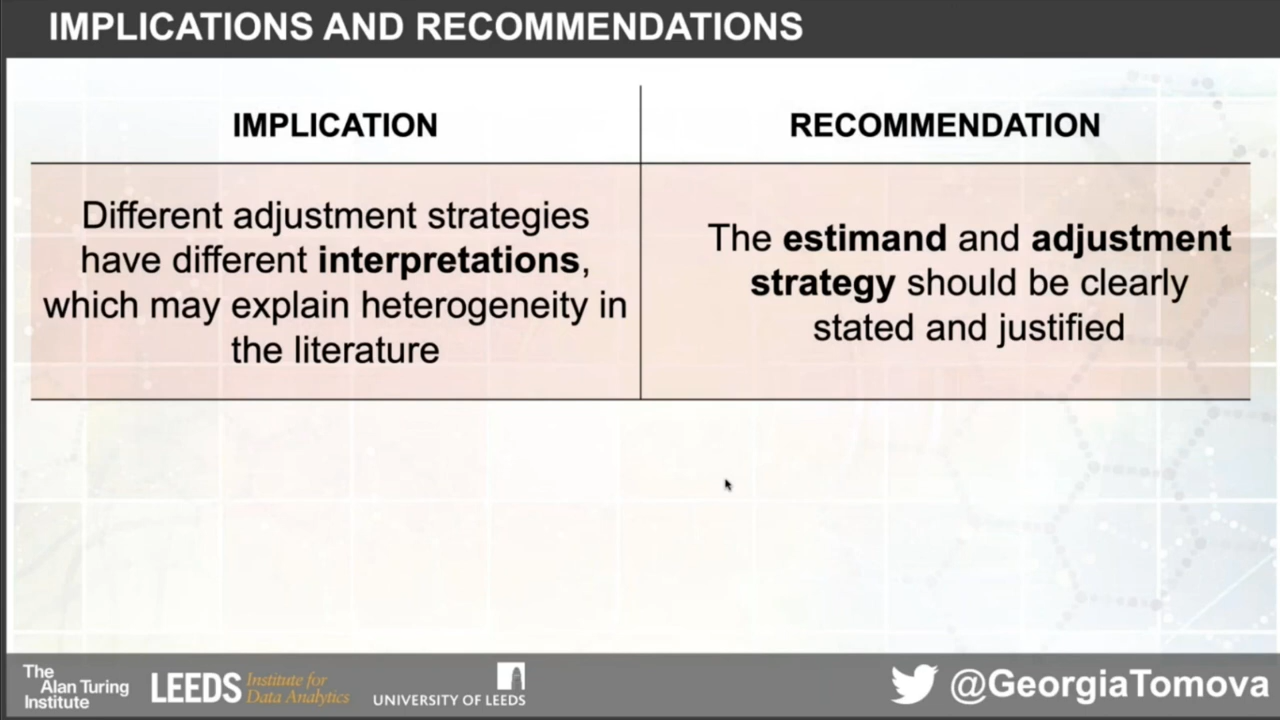 IMPLICATIONS AND RECOMMENDATIONS
IMPLICATION
RECOMMENDATION
Different adjustment strategies
have different interpretations,
which may explain heterogeneity in
the literature
The estimand and adjustment
strategy should be clearly
stated and justified
The
Alan Turing
Institute
LEEDS Institute for
Data Analytics
UNIVERSITY OF LEEDS
@GeorgiaTomova